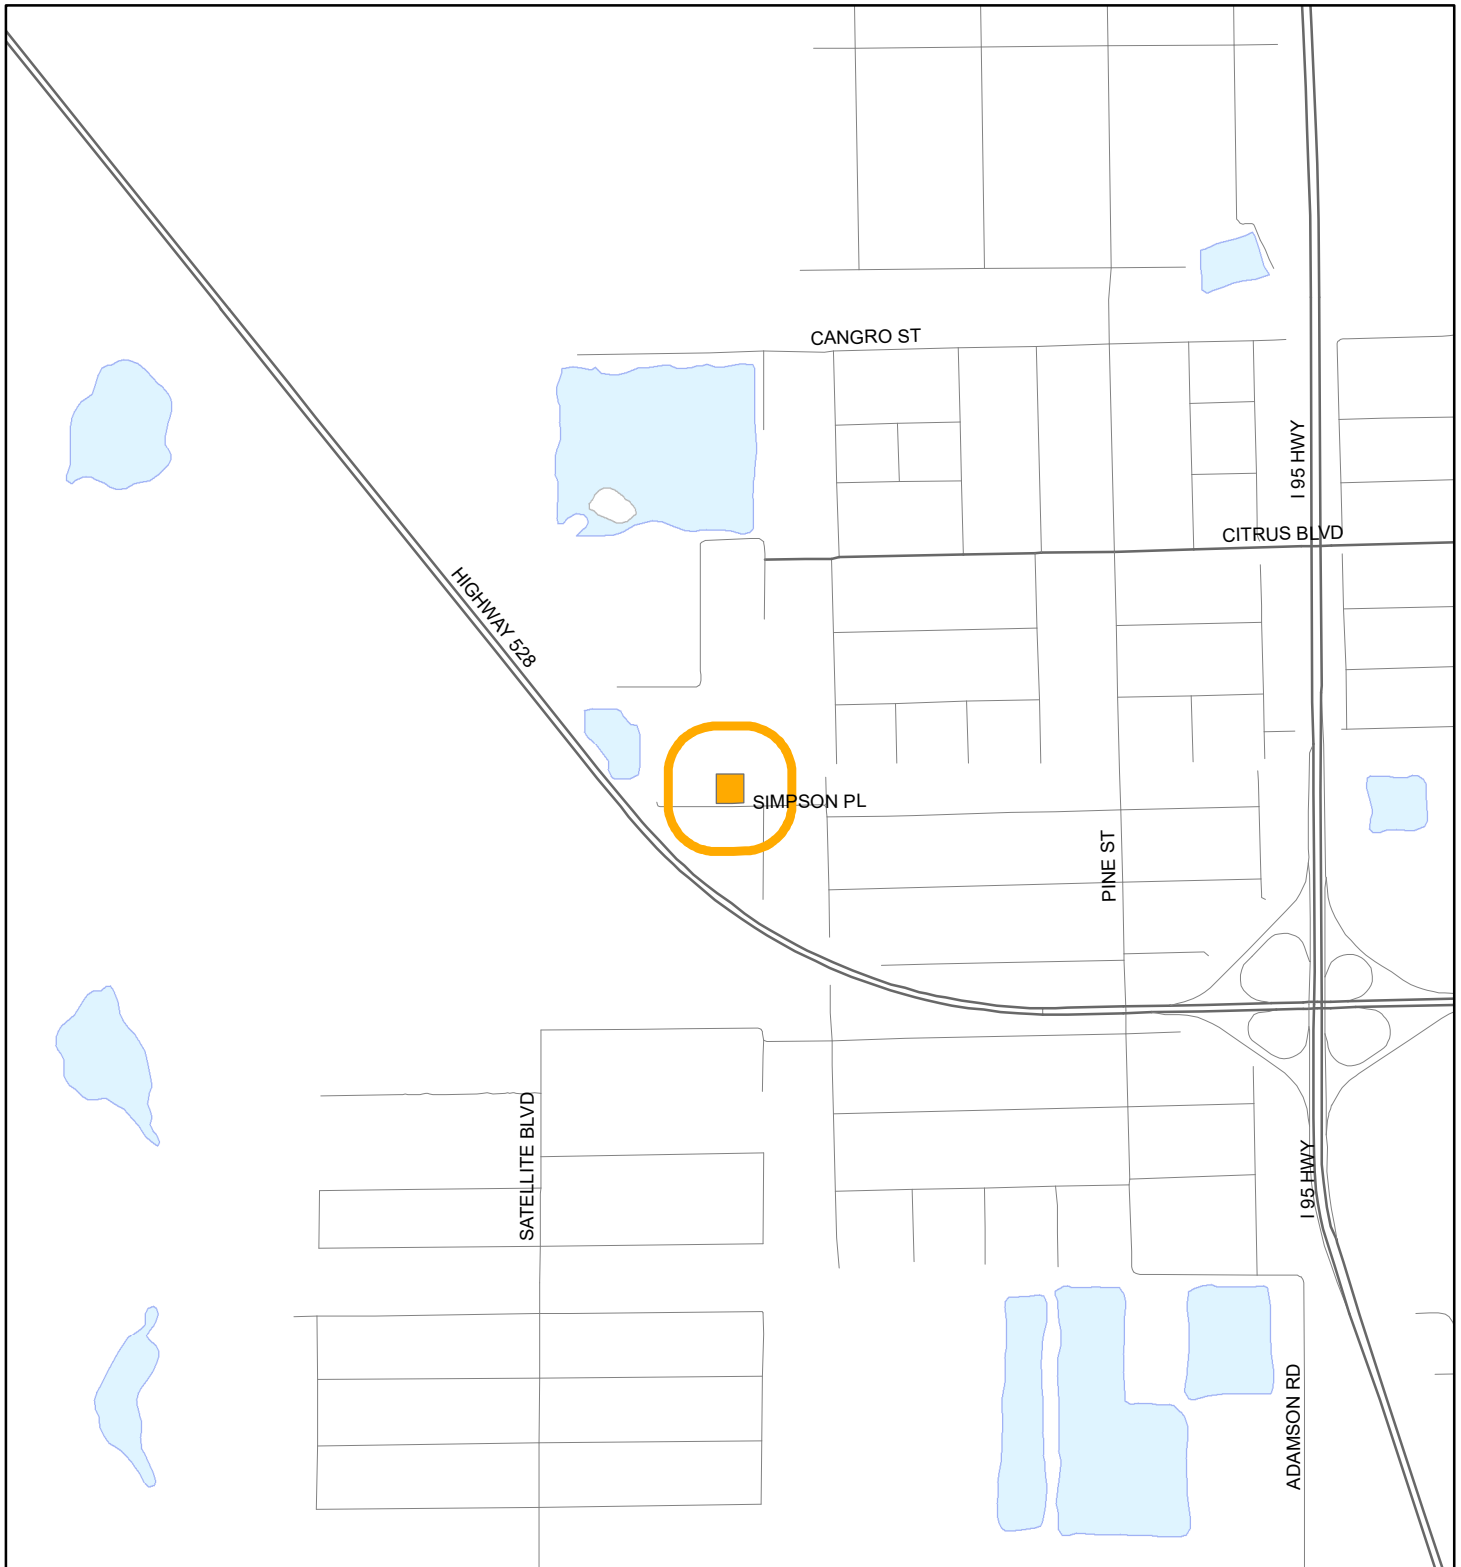 CANGRO ST
I 95 HWY
CITRUS BLVD
HIGHWAY 528
SIMPSON PL
PINE ST
SATELLITE BLVD
I 95 HWY
ADAMSON RD